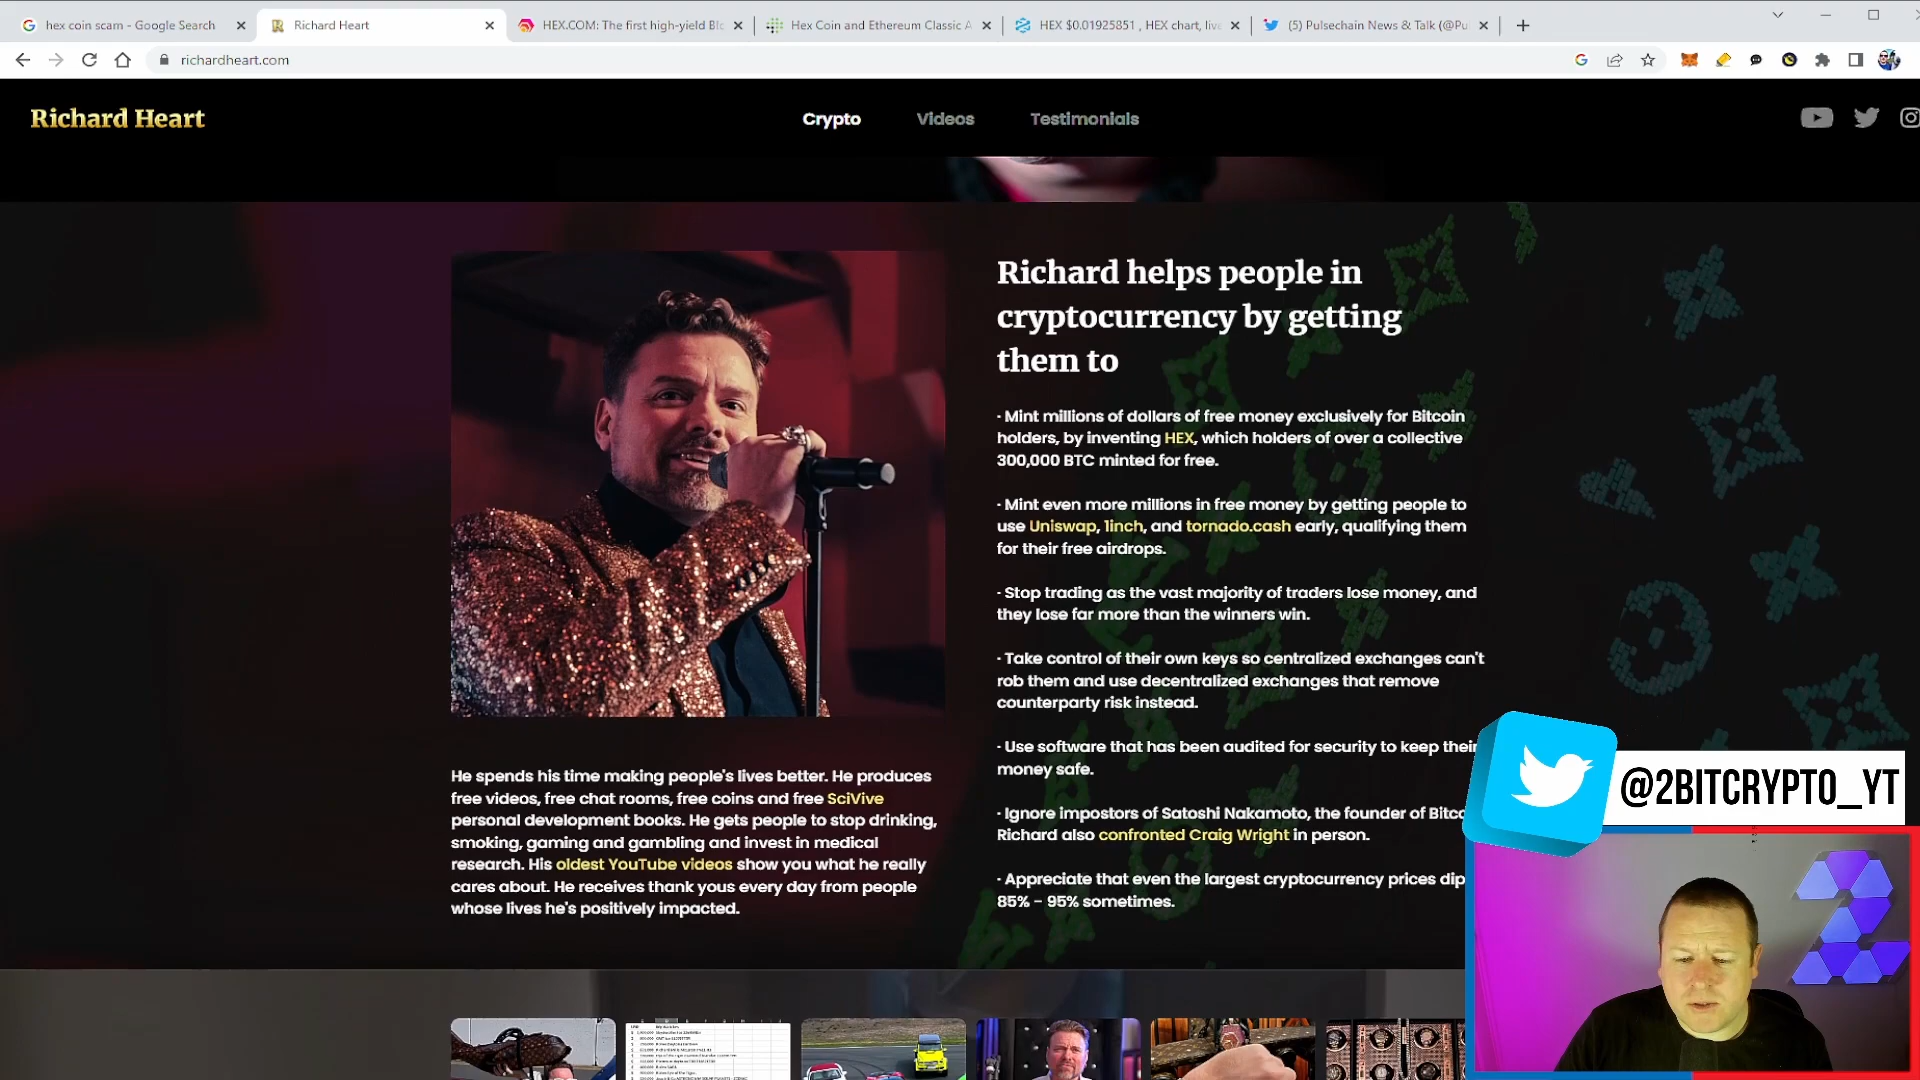 hex coin scam - Google Search
Richard Heart
HEX.COM: The first high-yield Blo
Hex Coin and Ethereum Classic A
HEX $0.01925851 , HEX chart, live
(5) Pulsechain News & Talk (@Pu
richardheart.com
Richard Heart
Crypto
Videos
Testimonials
Richard helps people in
cryptocurrency by getting
them to
· Mint millions of dollars of free money exclusively for Bitcoin
holders, by inventing HEX, which holders of over a collective
300,000 BTC minted for free.
· Mint even more millions in free money by getting people to
use Uniswap, 1inch, and tornado.cash early, qualifying them
for their free airdrops.
· Stop trading as the vast majority of traders lose money, and
they lose far more than the winners win.
· Take control of their own keys so centralized exchanges can't
rob them and use decentralized exchanges that remove
counterparty risk instead.
· Use software that has been audited for security to keep their
money safe.
· Ignore impostors of Satoshi Nakamoto, the founder of Bitco
Richard also confronted Craig Wright in person.
· Appreciate that even the largest cryptocurrency prices dip
85% - 95% sometimes.
He spends his time making people's lives better. He produces
free videos, free chat rooms, free coins and free SciVive
personal development books. He gets people to stop drinking,
smoking, gaming and gambling and invest in medical
research. His oldest YouTube videos show you what he really
cares about. He receives thank yous every day from people
whose lives he's positively impacted.
@2BITCRYPTO_YT